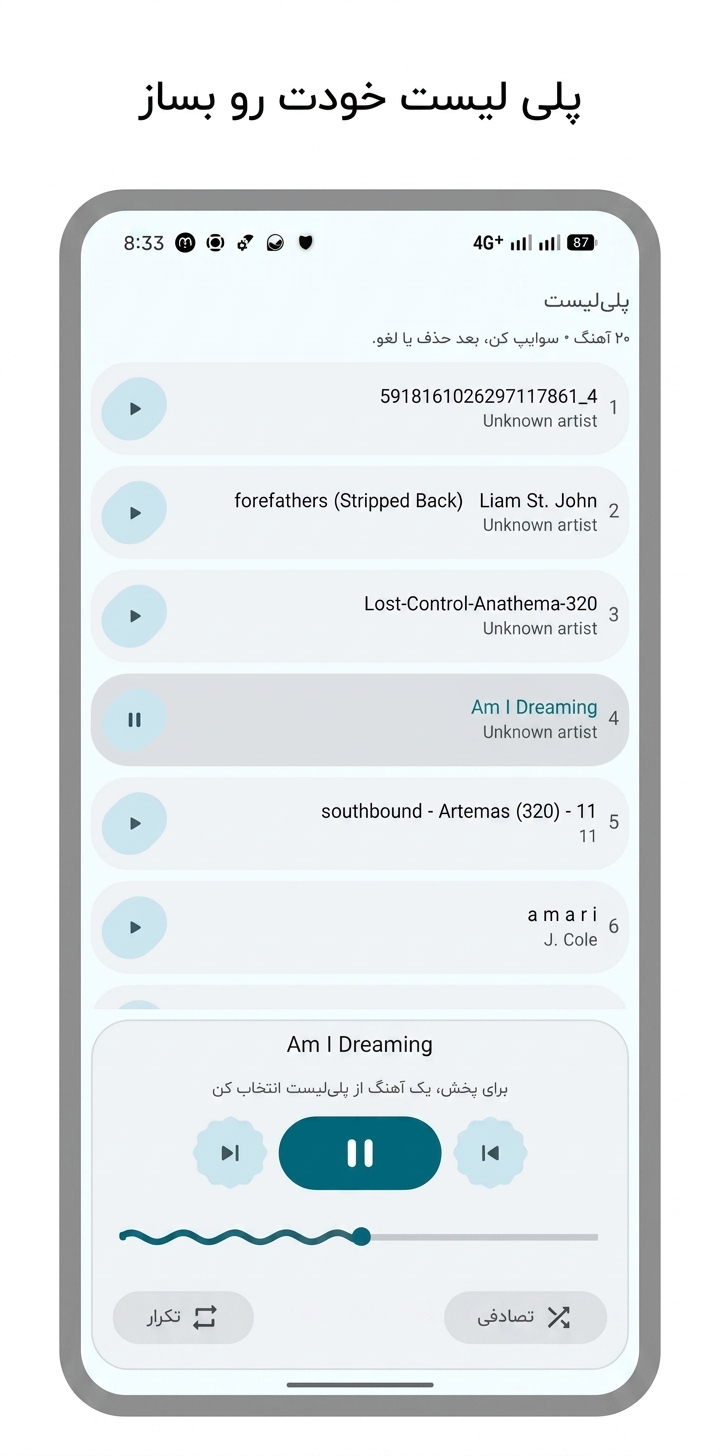 پلی لیست خودت رو بساز
8:33 4G+ 87
پلی‌لیست
۲۰ آهنگ • سوایپ کن، بعد حذف یا لغو.
1 5918161026297117861_4
Unknown artist
2 forefathers (Stripped Back) Liam St. John
Unknown artist
3 Lost-Control-Anathema-320
Unknown artist
4 Am I Dreaming
Unknown artist
5 southbound - Artemas (320) - 11
11
6 a m a r i
J. Cole
Am I Dreaming
برای پخش، یک آهنگ از پلی‌لیست انتخاب کن
تصادفی تکرار